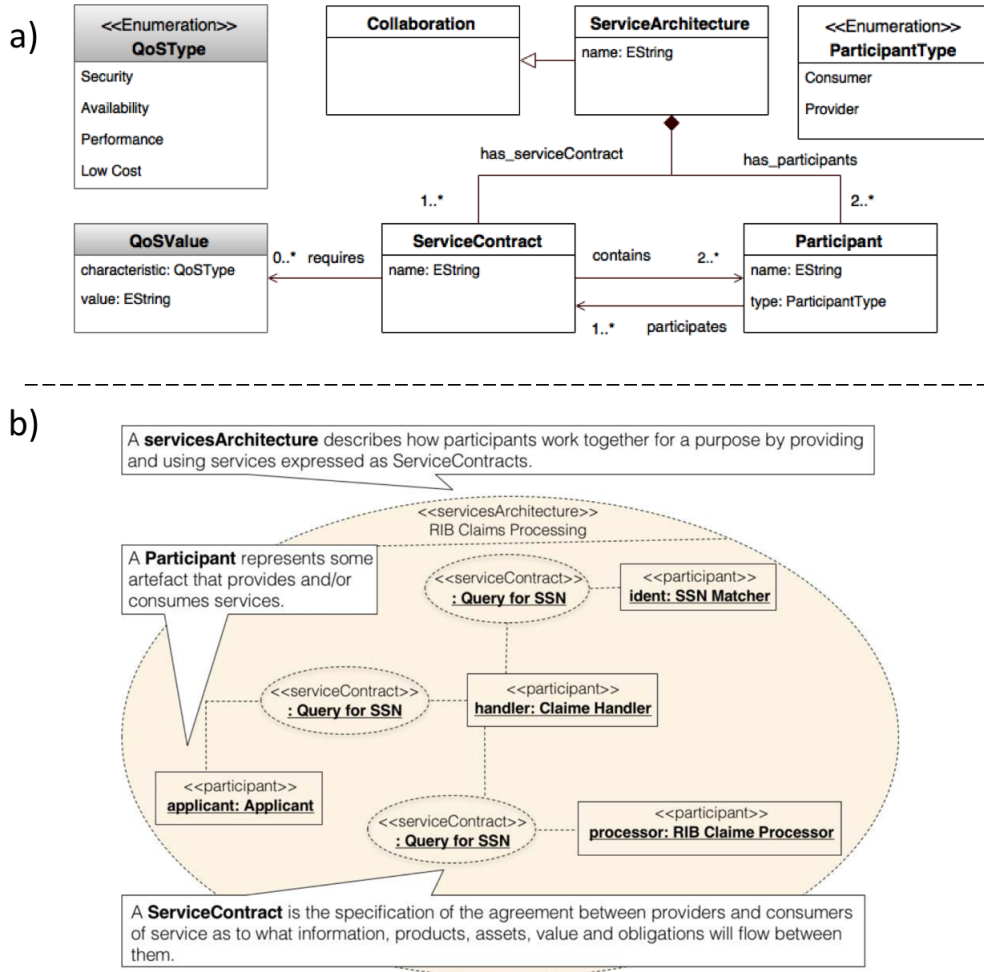 a)
<<Enumeration>>
QoSType
Security
Availability
Performance
Low Cost
Collaboration
ServiceArchitecture
name: EString
<<Enumeration>>
ParticipantType
Consumer
Provider
has_serviceContract
has_participants
1..*
2..*
QoSValue
characteristic: QoSType
value: EString
0..* requires
ServiceContract
name: EString
contains
2..*
1..*
participates
Participant
name: EString
type: ParticipantType
b)
A servicesArchitecture describes how participants work together for a purpose by providing
and using services expressed as ServiceContracts.
<<servicesArchitecture>>
RIB Claims Processing
A Participant represents some
artefact that provides and/or
consumes services.
<<serviceContract>>
: Query for SSN
<<participant>>
ident: SSN Matcher
<<serviceContract>>
: Query for SSN
<<participant>>
handler: Claime Handler
<<participant>>
applicant: Applicant
<<serviceContract>>
: Query for SSN
<<participant>>
processor: RIB Claime Processor
A ServiceContract is the specification of the agreement between providers and consumers
of service as to what information, products, assets, value and obligations will flow between
them.